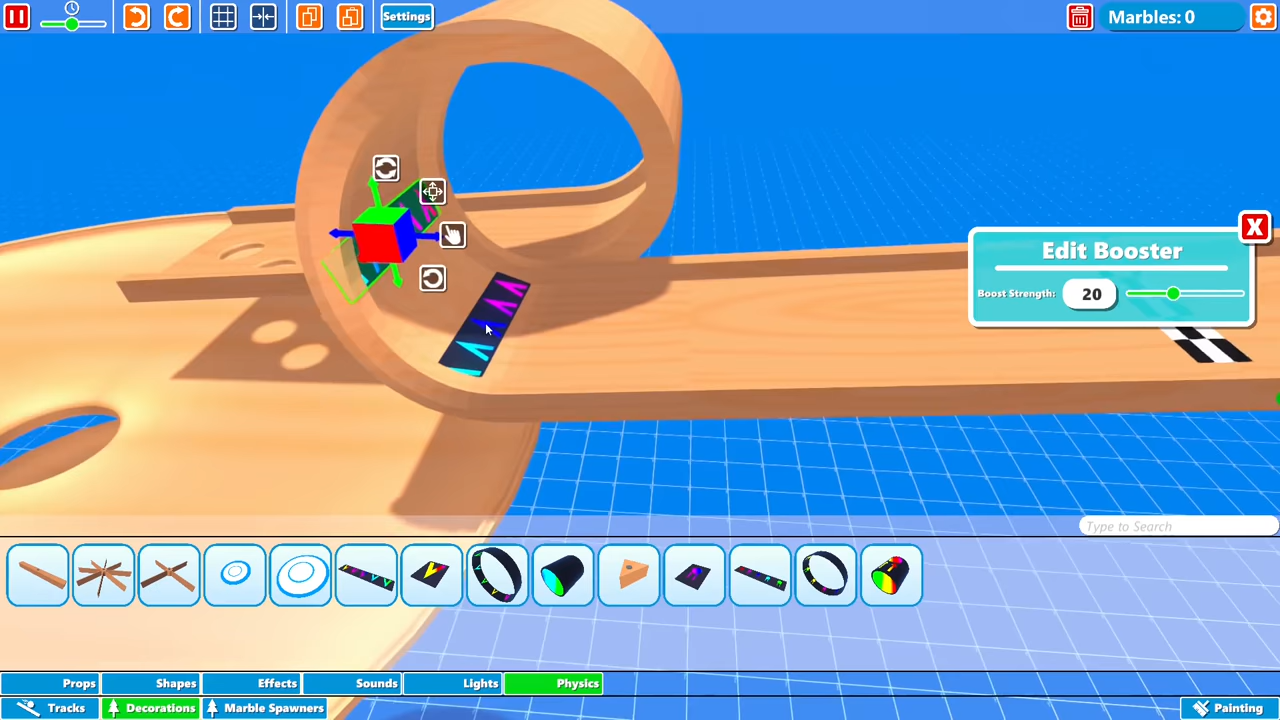 Settings
Marbles: 0
Edit Booster
Boost Strength: 20
Type to Search
Props Shapes Effects Sounds Lights Physics
Tracks Decorations Marble Spawners Painting